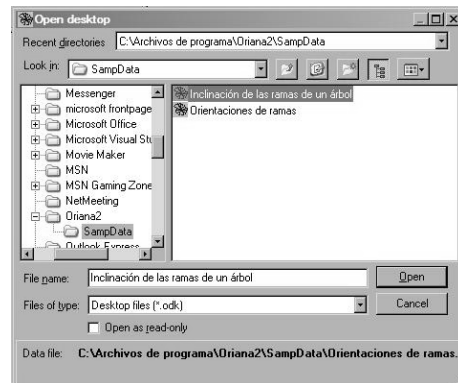 Open desktop
Recent directories C:\Archivos de programa\Oriana2\SampData
Look in: SampData
Messenger
microsoft frontpage
Microsoft Office
Microsoft Visual Stu
Movie Maker
MSN
MSN Gaming Zone
NetMeeting
Oriana2
SampData
Outlook Express
Inclinación de las ramas de un árbol
Orientaciones de ramas
File name: Inclinación de las ramas de un árbol Open
Files of type: Desktop files (*.odk) Cancel
Open as read-only
Data file: C:\Archivos de programa\Oriana2\SampData\Orientaciones de ramas.